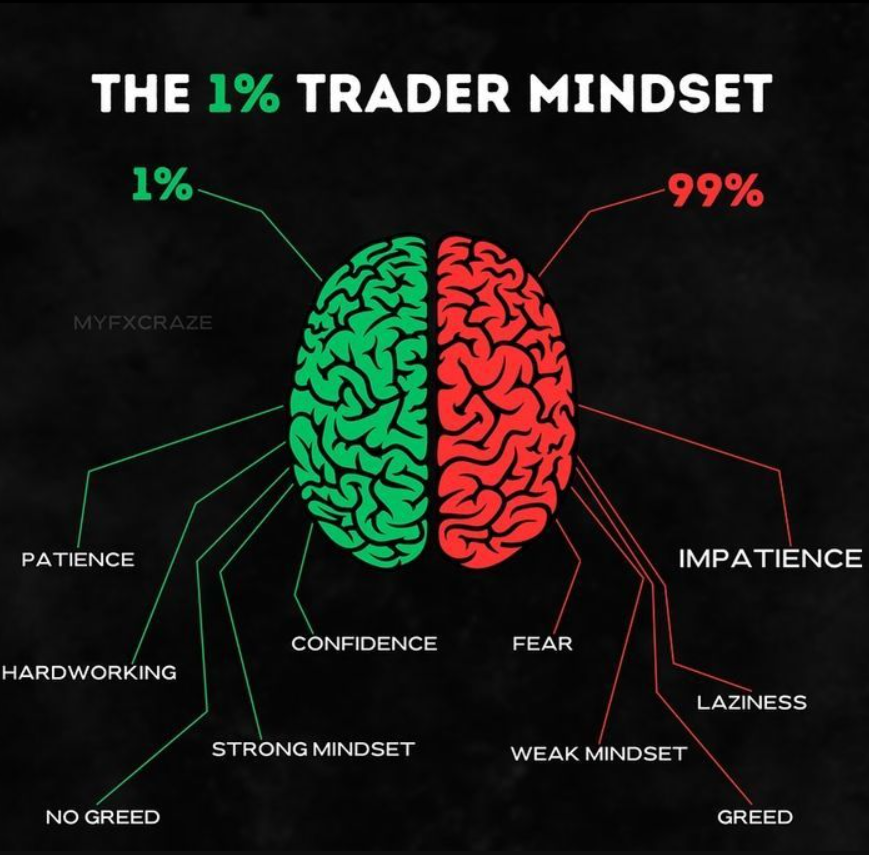 THE 1% TRADER MINDSET
1%
99%
MYFXCRAZE
PATIENCE
IMPATIENCE
CONFIDENCE
FEAR
HARDWORKING
LAZINESS
STRONG MINDSET
WEAK MINDSET
NO GREED
GREED